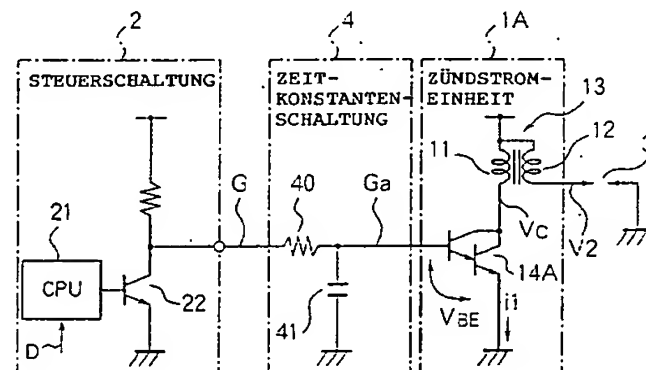 2
4
1A
STEUERSCHALTUNG
ZEIT-
KONSTANTEN-
SCHALTUNG
ZÜNDSTROM-
EINHEIT
13
11
12
3
G
40
Ga
21
CPU
22
D
41
VC
V2
14A
VBE
i1